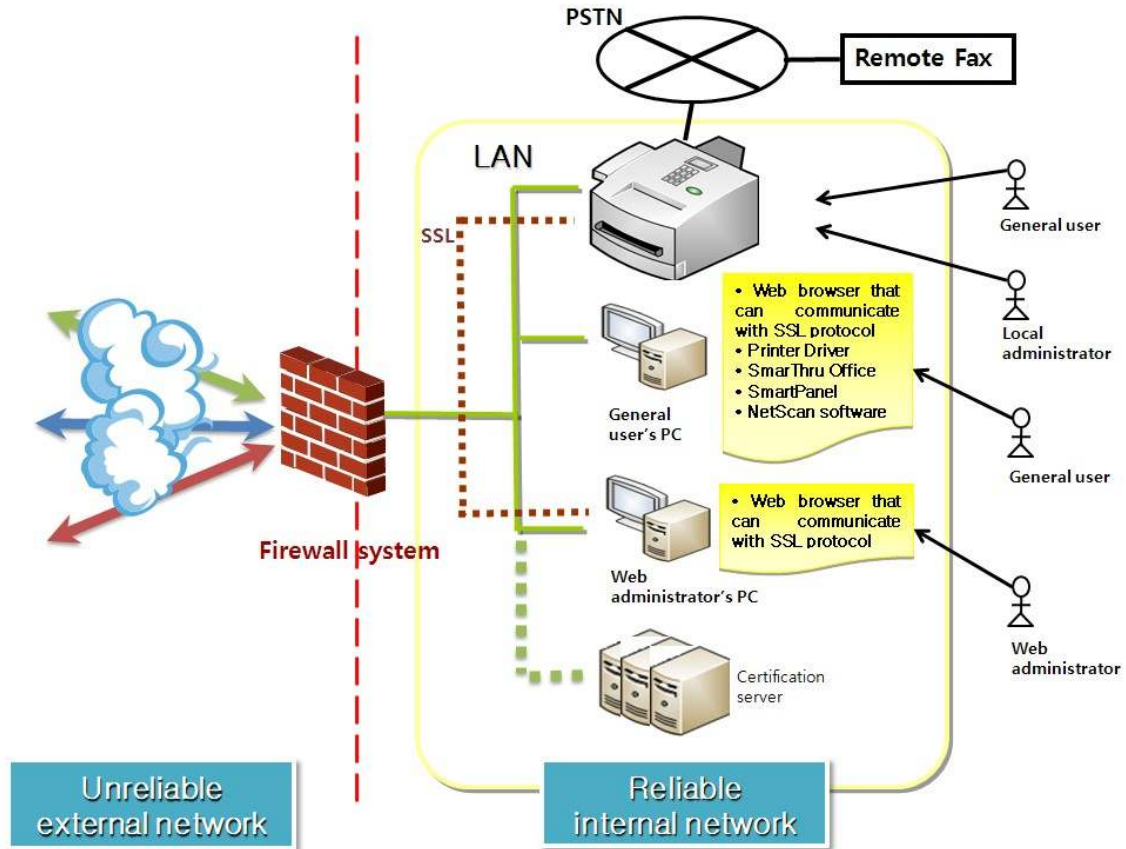 PSTN
Remote Fax
LAN
SSL
General user
Local
administrator
• Web browser that
can communicate
with SSL protocol
• Printer Driver
• SmarThru Office
• SmartPanel
• NetScan software
General
user's PC
General user
Firewall system
• Web browser that
can communicate
with SSL protocol
Web
administrator's PC
Web
administrator
Certification
server
Unreliable
external network
Reliable
internal network